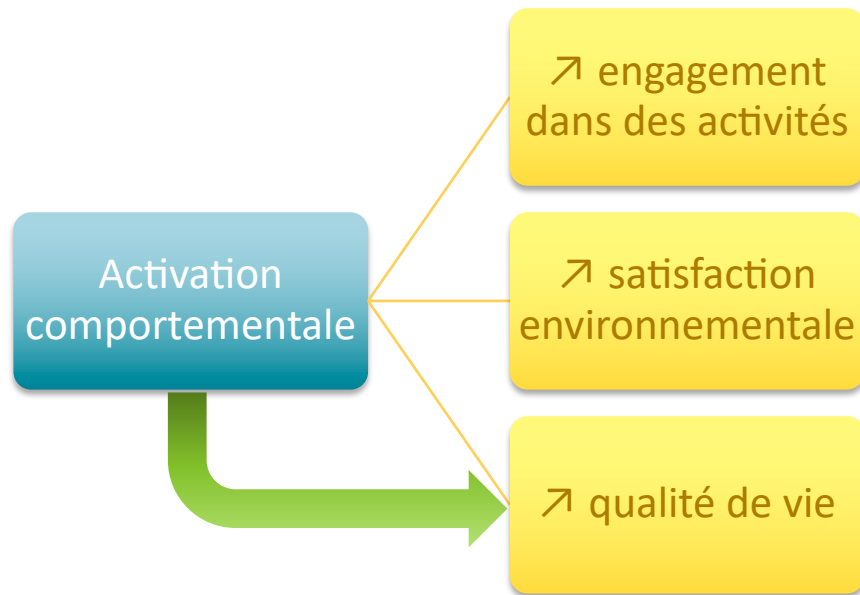 ↗ engagement
dans des activités
Activation
comportementale
↗ satisfaction
environnementale
↗ qualité de vie